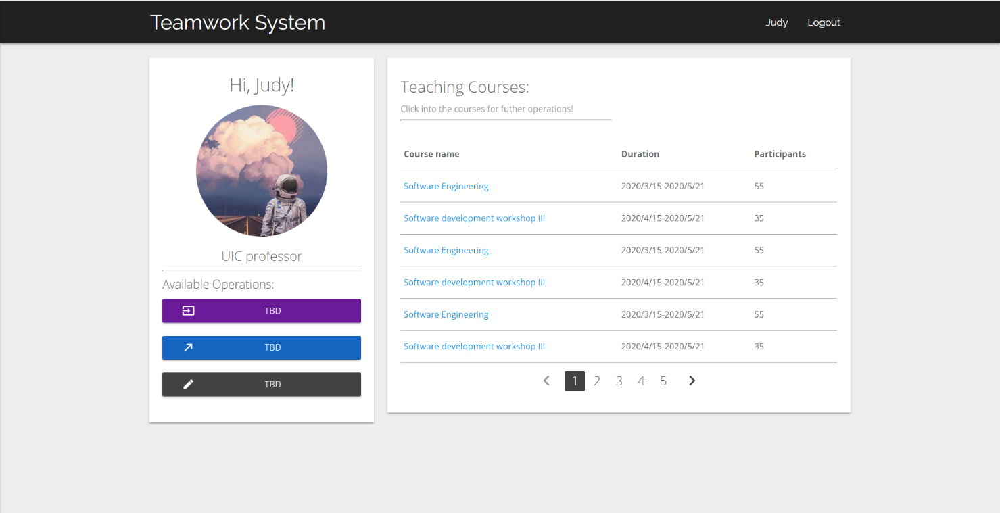 Teamwork System
Judy Logout
Hi, Judy!
UIC professor
Available Operations:
TBD
TBD
TBD
Teaching Courses:
Click into the courses for futher operations!
Course name Duration Participants
Software Engineering 2020/3/15-2020/5/21 55
Software development workshop III 2020/4/15-2020/5/21 35
Software Engineering 2020/3/15-2020/5/21 55
Software development workshop III 2020/4/15-2020/5/21 35
Software Engineering 2020/3/15-2020/5/21 55
Software development workshop III 2020/4/15-2020/5/21 35
1 2 3 4 5